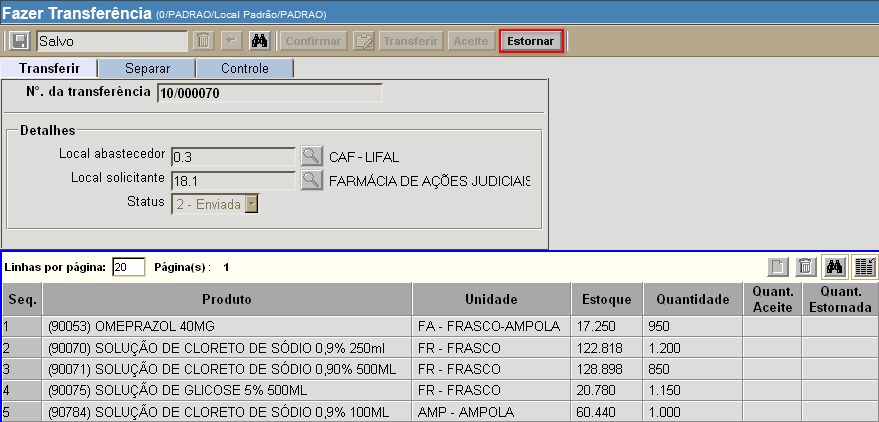 Fazer Transferência (0/PADRAO/Local Padrão/PADRAO)
Salvo Confirmar Transferir Aceite Estornar
Transferir Separar Controle
N°. da transferência 10/000070
Detalhes
Local abastecedor 0.3 CAF - LIFAL
Local solicitante 18.1 FARMÁCIA DE AÇÕES JUDICIAIS
Status 2 - Enviada
Linhas por página: 20 Página(s) : 1
Seq. Produto Unidade Estoque Quantidade Quant. Aceite Quant. Estornada
1 (90053) OMEPRAZOL 40MG FA - FRASCO-AMPOLA 17.250 950
2 (90070) SOLUÇÃO DE CLORETO DE SÓDIO 0,9% 250ml FR - FRASCO 122.818 1.200
3 (90071) SOLUÇÃO DE CLORETO DE SÓDIO 0,90% 500ML FR - FRASCO 128.898 850
4 (90075) SOLUÇÃO DE GLICOSE 5% 500ML FR - FRASCO 20.780 1.150
5 (90784) SOLUÇÃO DE CLORETO DE SÓDIO 0,9% 100ML AMP - AMPOLA 60.440 1.000